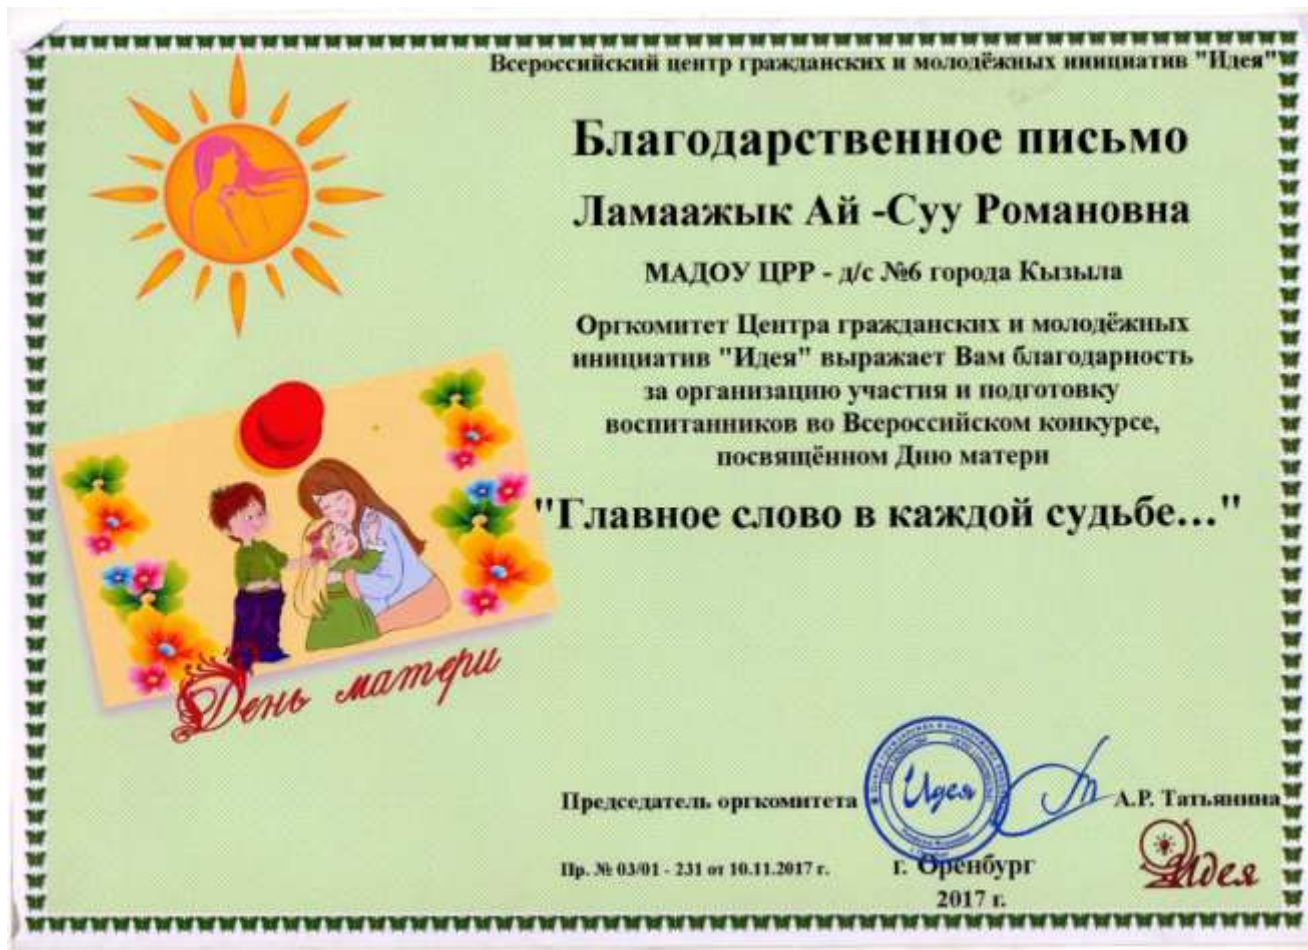 Всероссийский центр гражданских и молодёжных инициатив "Идея"
Благодарственное письмо
Ламаажык Ай -Суу Романовна
МАДОУ ЦРР - д/с №6 города Кызыла
Оргкомитет Центра гражданских и молодёжных
инициатив "Идея" выражает Вам благодарность
за организацию участия и подготовку
воспитанников во Всероссийском конкурсе,
посвящённом Дню матери
"Главное слово в каждой судьбе…"
День матери
Председатель оргкомитета
Идея
А.Р. Татьянина
Пр. № 03/01 - 231 от 10.11.2017 г.
г. Оренбург
2017 г.
Идея